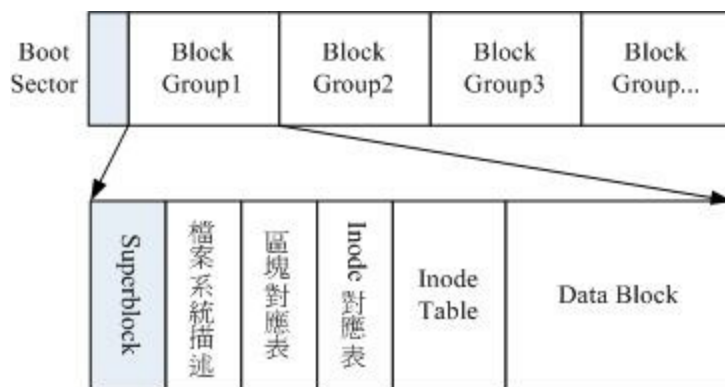 Boot
Sector
Block
Group1
Block
Group2
Block
Group3
Block
Group...
Superblock
檔案系統描述
區塊對應表
Inode 對應表
Inode
Table
Data Block